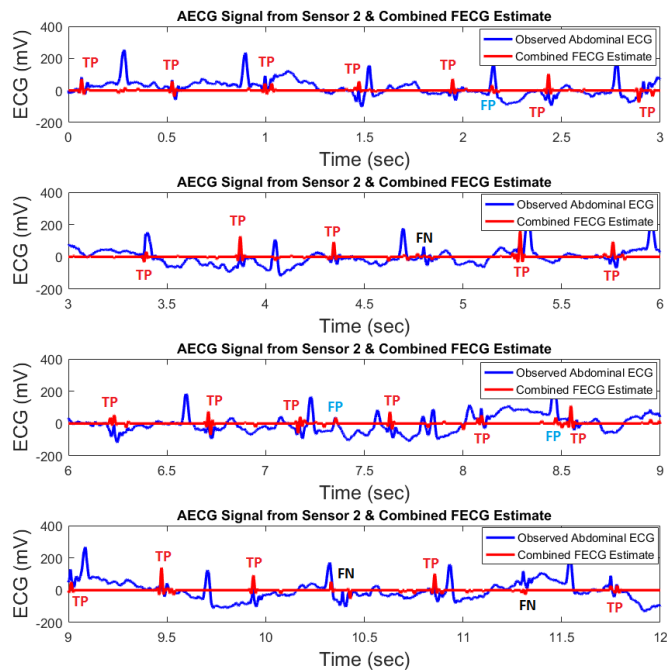 AECG Signal from Sensor 2 & Combined FECG Estimate
ECG (mV)
400
200
0
-200
TP TP TP TP TP FP TP TP
Observed Abdominal ECG
Combined FECG Estimate
0 0.5 1 1.5 2 2.5 3
Time (sec)
AECG Signal from Sensor 2 & Combined FECG Estimate
ECG (mV)
400
200
0
-200
TP TP TP FN TP TP
Observed Abdominal ECG
Combined FECG Estimate
3 3.5 4 4.5 5 5.5 6
Time (sec)
AECG Signal from Sensor 2 & Combined FECG Estimate
ECG (mV)
400
200
0
-200
TP TP TP FP TP TP FP TP
Observed Abdominal ECG
Combined FECG Estimate
6 6.5 7 7.5 8 8.5 9
Time (sec)
AECG Signal from Sensor 2 & Combined FECG Estimate
ECG (mV)
400
200
0
-200
TP TP TP FN TP FN TP
Observed Abdominal ECG
Combined FECG Estimate
9 9.5 10 10.5 11 11.5 12
Time (sec)